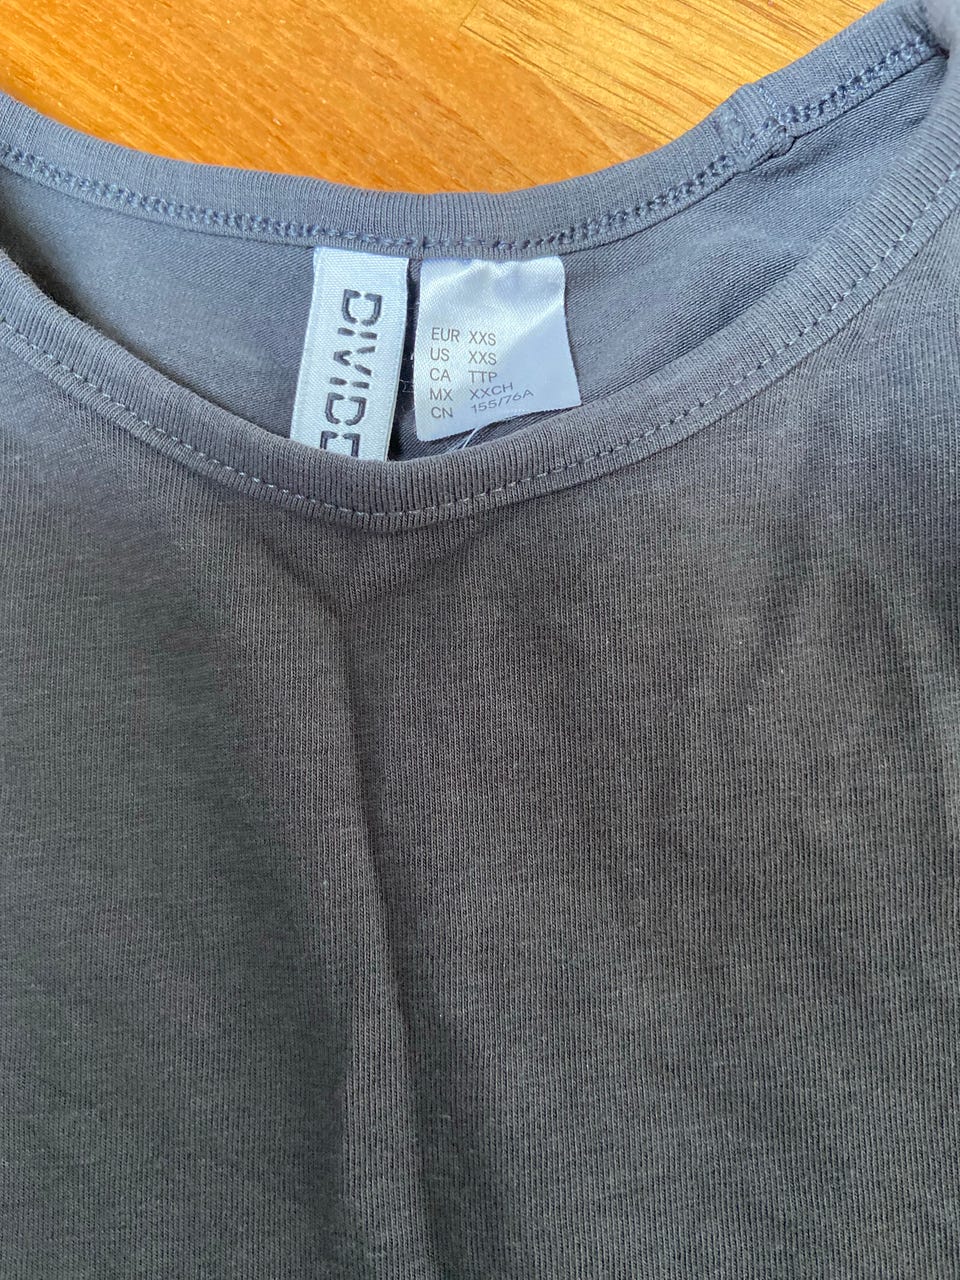 DIVIDE
EUR XXS
US XXS
CA TTP
MX XXCH
CN 155/76A